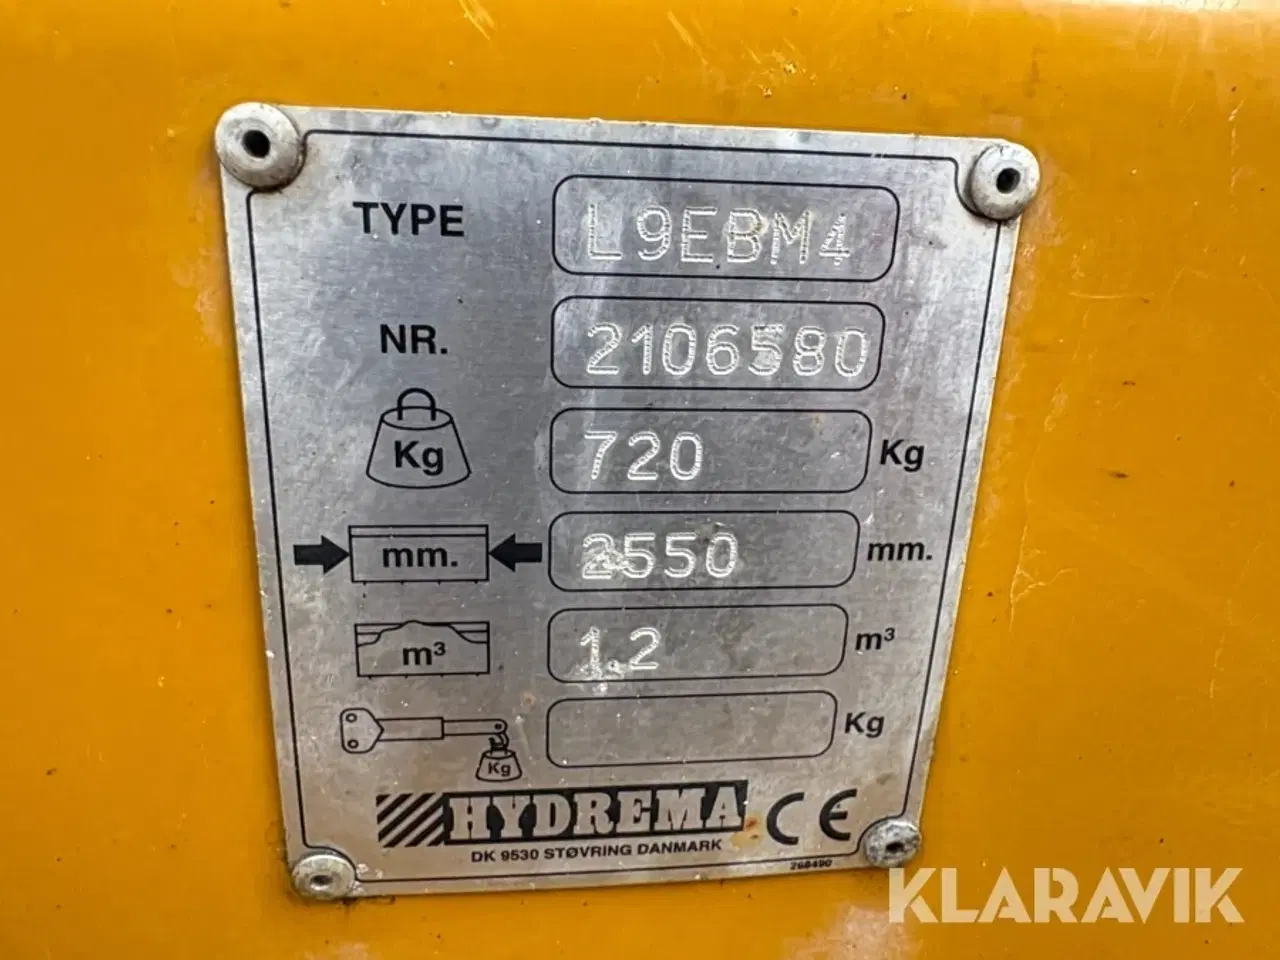 TYPE L9EBM4
NR. 2106580
Kg 720 Kg
mm. 2550 mm.
m³ 1.2 m³
Kg Kg
HYDREMA CE
DK 9530 STØVRING DANMARK
268490
KLARAVIK